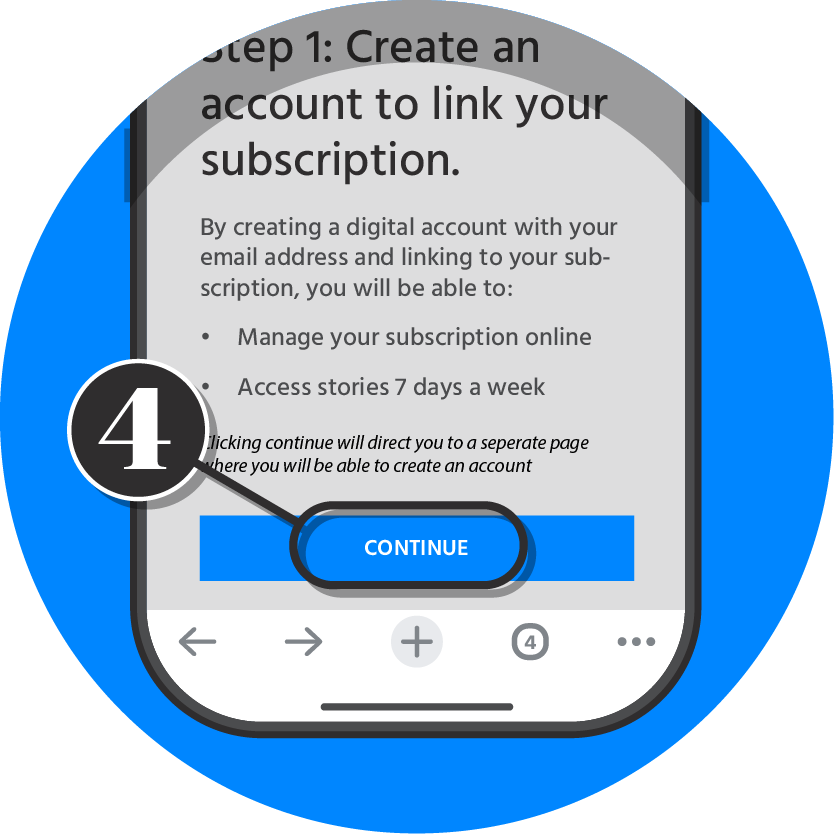 Step 1: Create an
account to link your
subscription.
By creating a digital account with your
email address and linking to your sub-
scription, you will be able to:
• Manage your subscription online
• Access stories 7 days a week
4
Clicking continue will direct you to a seperate page
where you will be able to create an account
CONTINUE
4